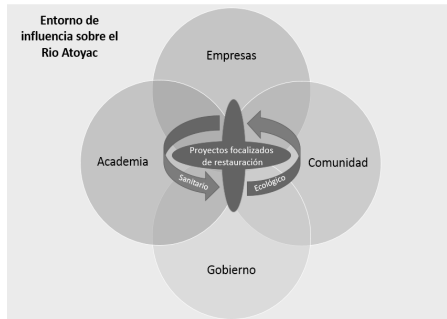 Entorno de
influencia sobre el
Rio Atoyac
Empresas
Academia
Proyectos focalizados
de restauración
Comunidad
Sanitario
Ecológico
Gobierno